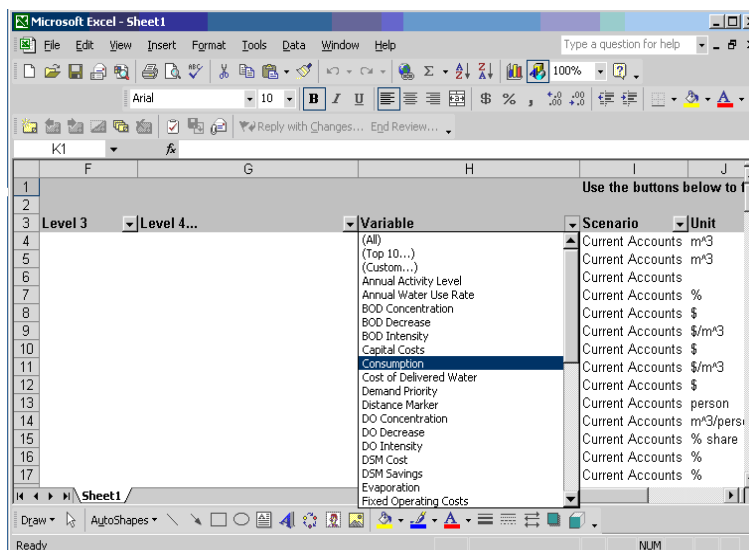 Microsoft Excel - Sheet1
File Edit View Insert Format Tools Data Window Help Type a question for help
100%
Arial 10 B I U $ % , .00 .00
Reply with Changes... End Review...
K1 fx
F G H I J
1 Use the buttons below to f
2
3 Level 3 Level 4... Variable Scenario Unit
4 (All) Current Accounts m^3
(Top 10...)
5 (Custom...) Current Accounts m^3
6 Annual Activity Level Current Accounts
7 Annual Water Use Rate Current Accounts %
8 BOD Concentration Current Accounts $
BOD Decrease
9 BOD Intensity Current Accounts $/m^3
10 Capital Costs Current Accounts $
11 Consumption Current Accounts $/m^3
12 Cost of Delivered Water Current Accounts $
Demand Priority
13 Distance Marker Current Accounts person
14 DO Concentration Current Accounts m^3/pers
15 DO Decrease Current Accounts % share
DO Intensity
16 DSM Cost Current Accounts %
17 DSM Savings Current Accounts %
Evaporation
Fixed Operating Costs
Sheet1
Draw AutoShapes
Ready NUM